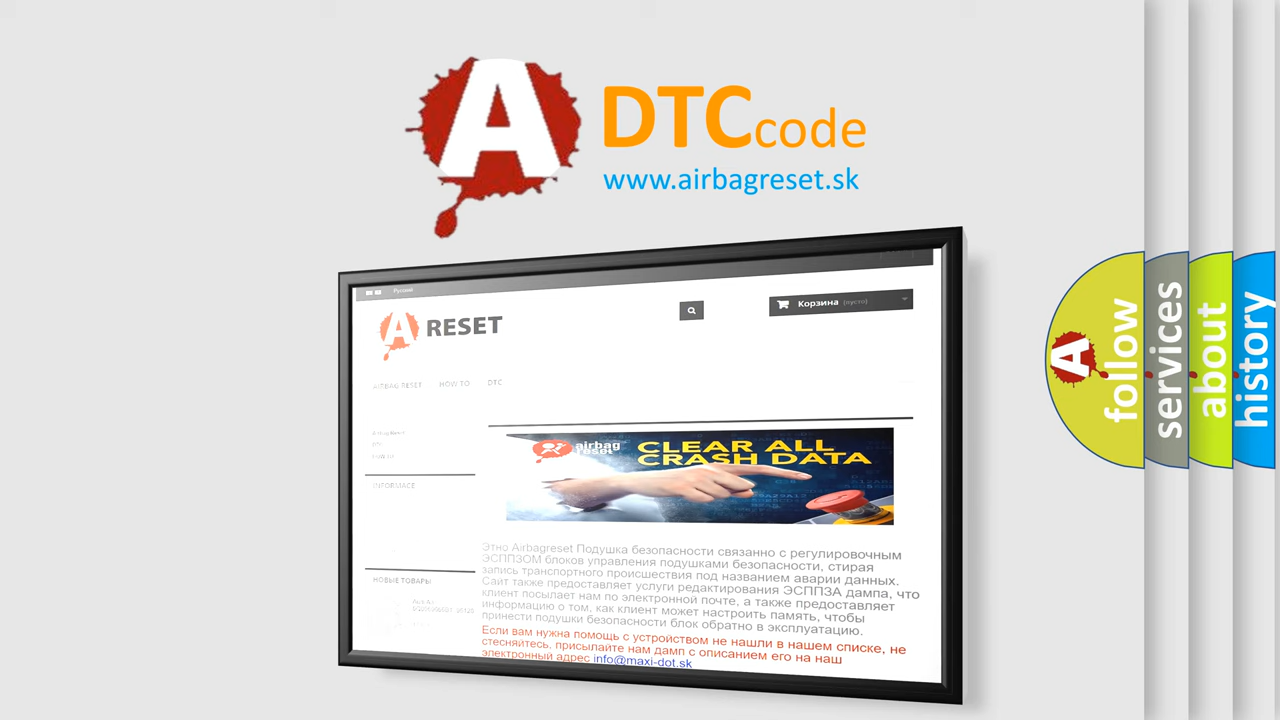 A
DTCcode
www.airbagreset.sk
Русский
A RESET
Корзина (пусто)
AIRBAG RESET HOW TO DTC
INFORMACE
airbag
reset
CLEAR ALL
CRASH DATA
Этно Airbagreset Подушка безопасности связанно с регулировочным
ЭСППЗОМ блоков управления подушками безопасности, стирая
запись транспортного происшествия под названием аварии данных.
Сайт также предоставляет услуги редактирования ЭСППЗА дампа, что
клиент посылает нам по электронной почте, а также предоставляет
информацию о том, как клиент может настроить память, чтобы
принести подушки безопасности блок обратно в эксплуатацию.
Если вам нужна помощь с устройством не нашли в нашем списке, не
стесняйтесь, присылайте нам дамп с описанием его на наш
электронный адрес info@maxi-dot.sk
НОВЫЕ ТОВАРЫ
A
follow
services
about
history